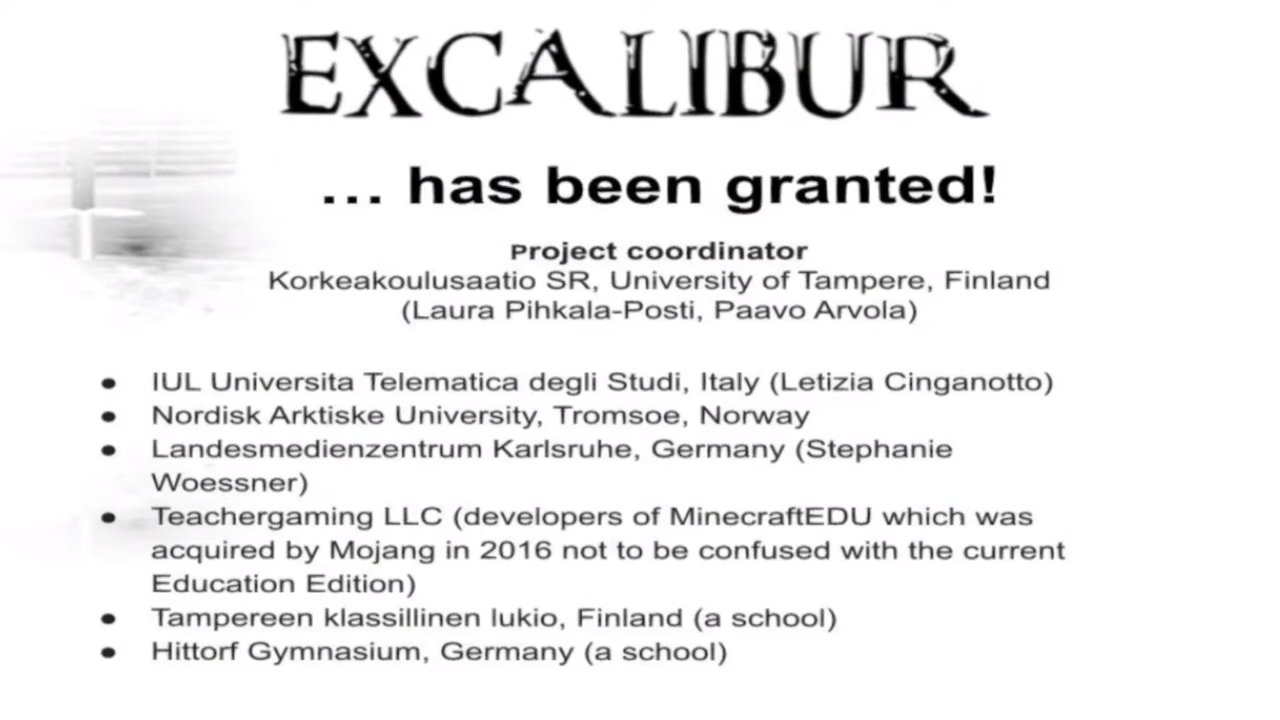 EXCALIBUR
... has been granted!
Project coordinator
Korkeakoulusaatio SR, University of Tampere, Finland
(Laura Pihkala-Posti, Paavo Arvola)
● IUL Universita Telematica degli Studi, Italy (Letizia Cinganotto)
● Nordisk Arktiske University, Tromsoe, Norway
● Landesmedienzentrum Karlsruhe, Germany (Stephanie
Woessner)
● Teachergaming LLC (developers of MinecraftEDU which was
acquired by Mojang in 2016 not to be confused with the current
Education Edition)
● Tampereen klassillinen lukio, Finland (a school)
● Hittorf Gymnasium, Germany (a school)